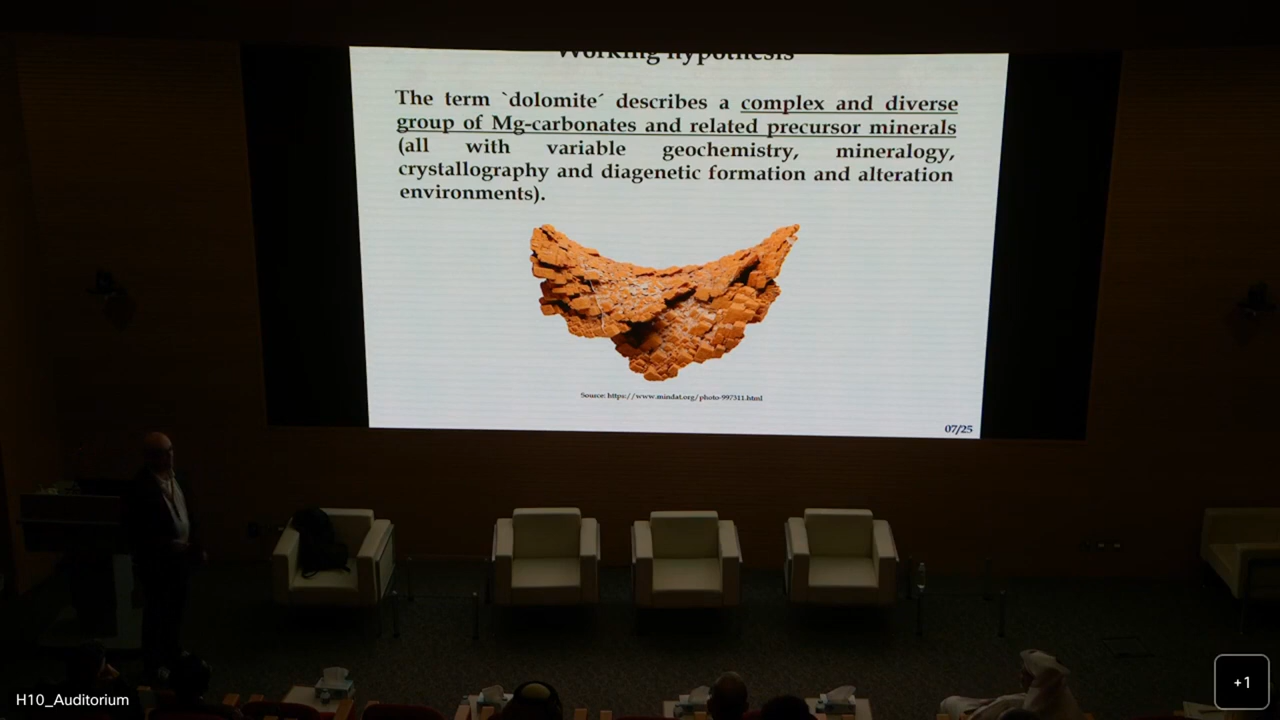 Working hypothesis
The term `dolomite´ describes a complex and diverse
group of Mg-carbonates and related precursor minerals
(all with variable geochemistry, mineralogy,
crystallography and diagenetic formation and alteration
environments).
Source: https://www.mindat.org/photo-997311.html
07/25
H10_Auditorium
+1